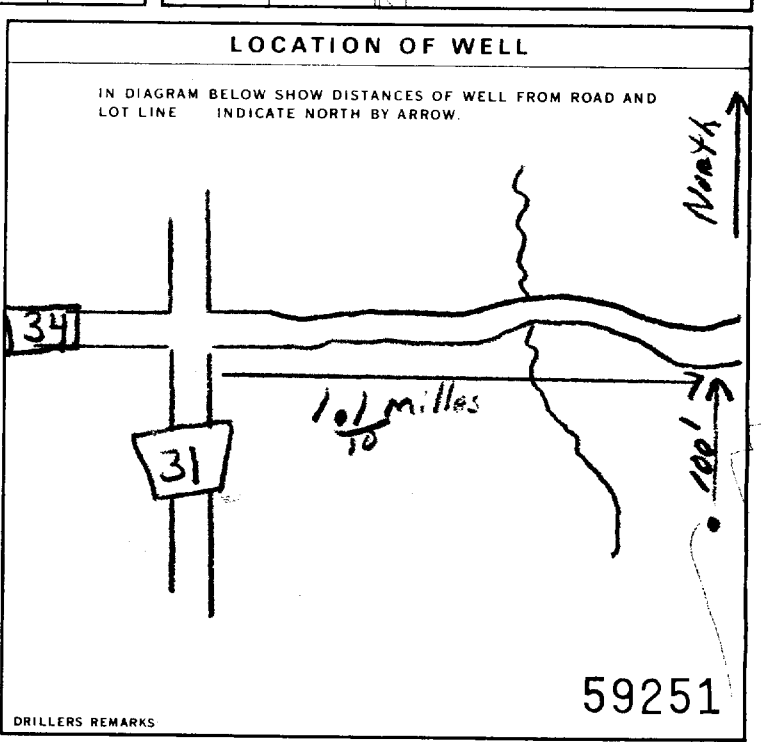 LOCATION OF WELL
IN DIAGRAM BELOW SHOW DISTANCES OF WELL FROM ROAD AND
LOT LINE INDICATE NORTH BY ARROW.
North
34
1.1/10 milles
31
100'
59251
DRILLERS REMARKS